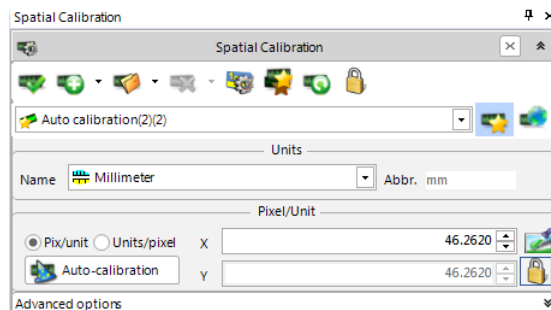 Spatial Calibration
Spatial Calibration
Auto calibration(2)(2)
Units
Name Millimeter Abbr. mm
Pixel/Unit
Pix/unit Units/pixel X 46.2620
Auto-calibration Y 46.2620
Advanced options